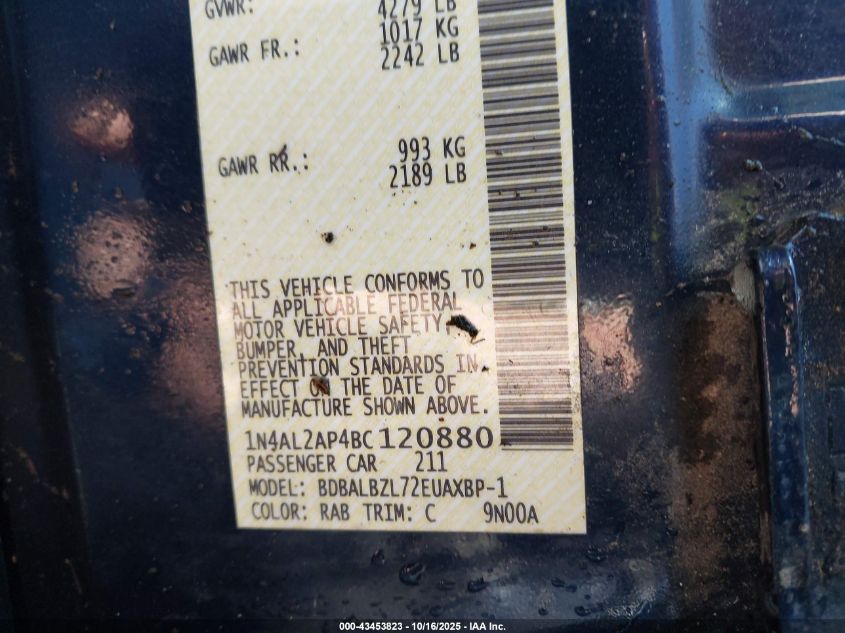 GVWR: 4279 LB
1017 KG
GAWR FR.: 2242 LB
993 KG
GAWR RR.: 2189 LB
THIS VEHICLE CONFORMS TO
ALL APPLICABLE FEDERAL
MOTOR VEHICLE SAFETY
BUMPER, AND THEFT
PREVENTION STANDARDS IN
EFFECT ON THE DATE OF
MANUFACTURE SHOWN ABOVE.
1N4AL2AP4BC120880
PASSENGER CAR 211
MODEL: BDBALBZL72EUAXBP-1
COLOR: RAB TRIM: C 9N00A
000-43453823 - 10/16/2025 - IAA Inc.